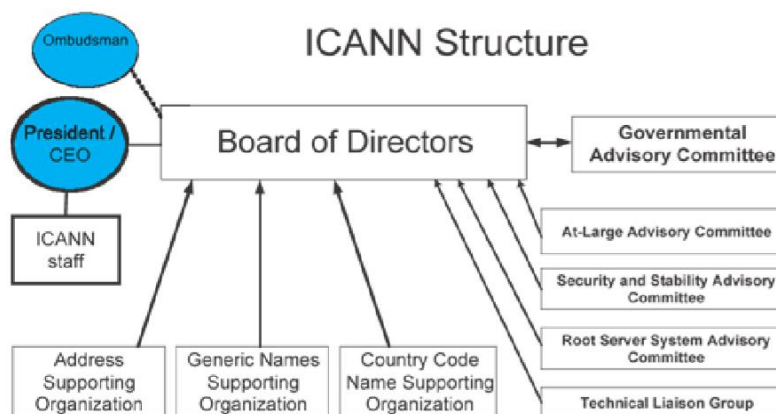 Ombudsman
ICANN Structure
President /
CEO
Board of Directors
Governmental
Advisory Committee
ICANN
staff
At-Large Advisory Committee
Security and Stability Advisory
Committee
Root Server System Advisory
Committee
Technical Liaison Group
Address
Supporting
Organization
Generic Names
Supporting
Organization
Country Code
Name Supporting
Organization